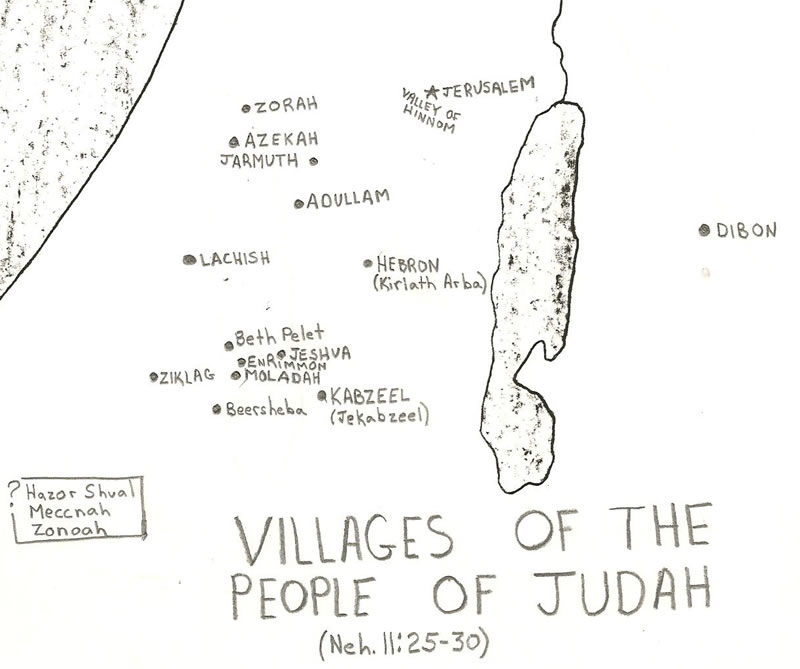 JERUSALEM
VALLEY OF
HINNOM
ZORAH
AZEKAH
JARMUTH
ADULLAM
DIBON
LACHISH
HEBRON
(Kiriath Arba)
Beth Pelet
JESHUA
EN RIMMON
ZIKLAG
MOLADAH
KABZEEL
(Jekabzeel)
Beersheba
? Hazor Shual
Meccnah
Zonoah
VILLAGES OF THE
PEOPLE OF JUDAH
(Neh. 11:25-30)